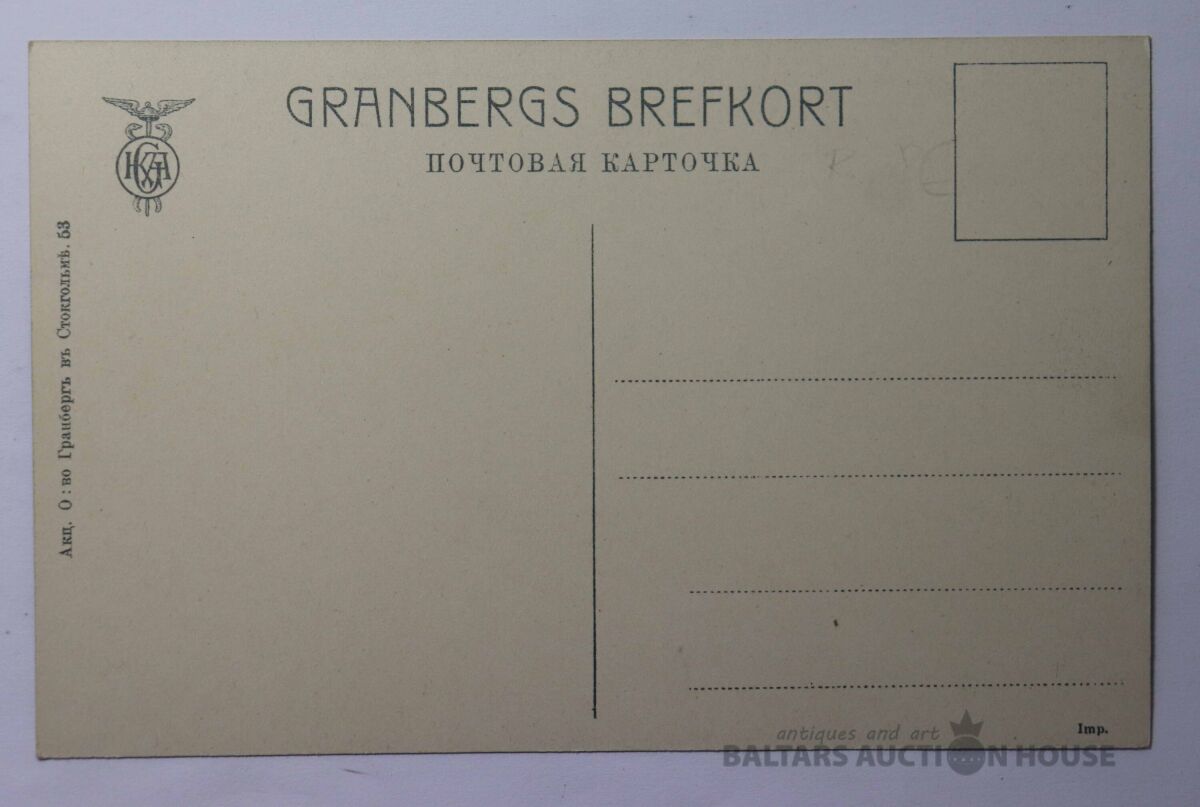 GRANBERGS BREFKORT
ПОЧТОВАЯ КАРТОЧКА
Акц. О:во Гранбергъ въ Стокгольмѣ. 53
Imp.
antiques and art
BALTARS AUCTION HOUSE